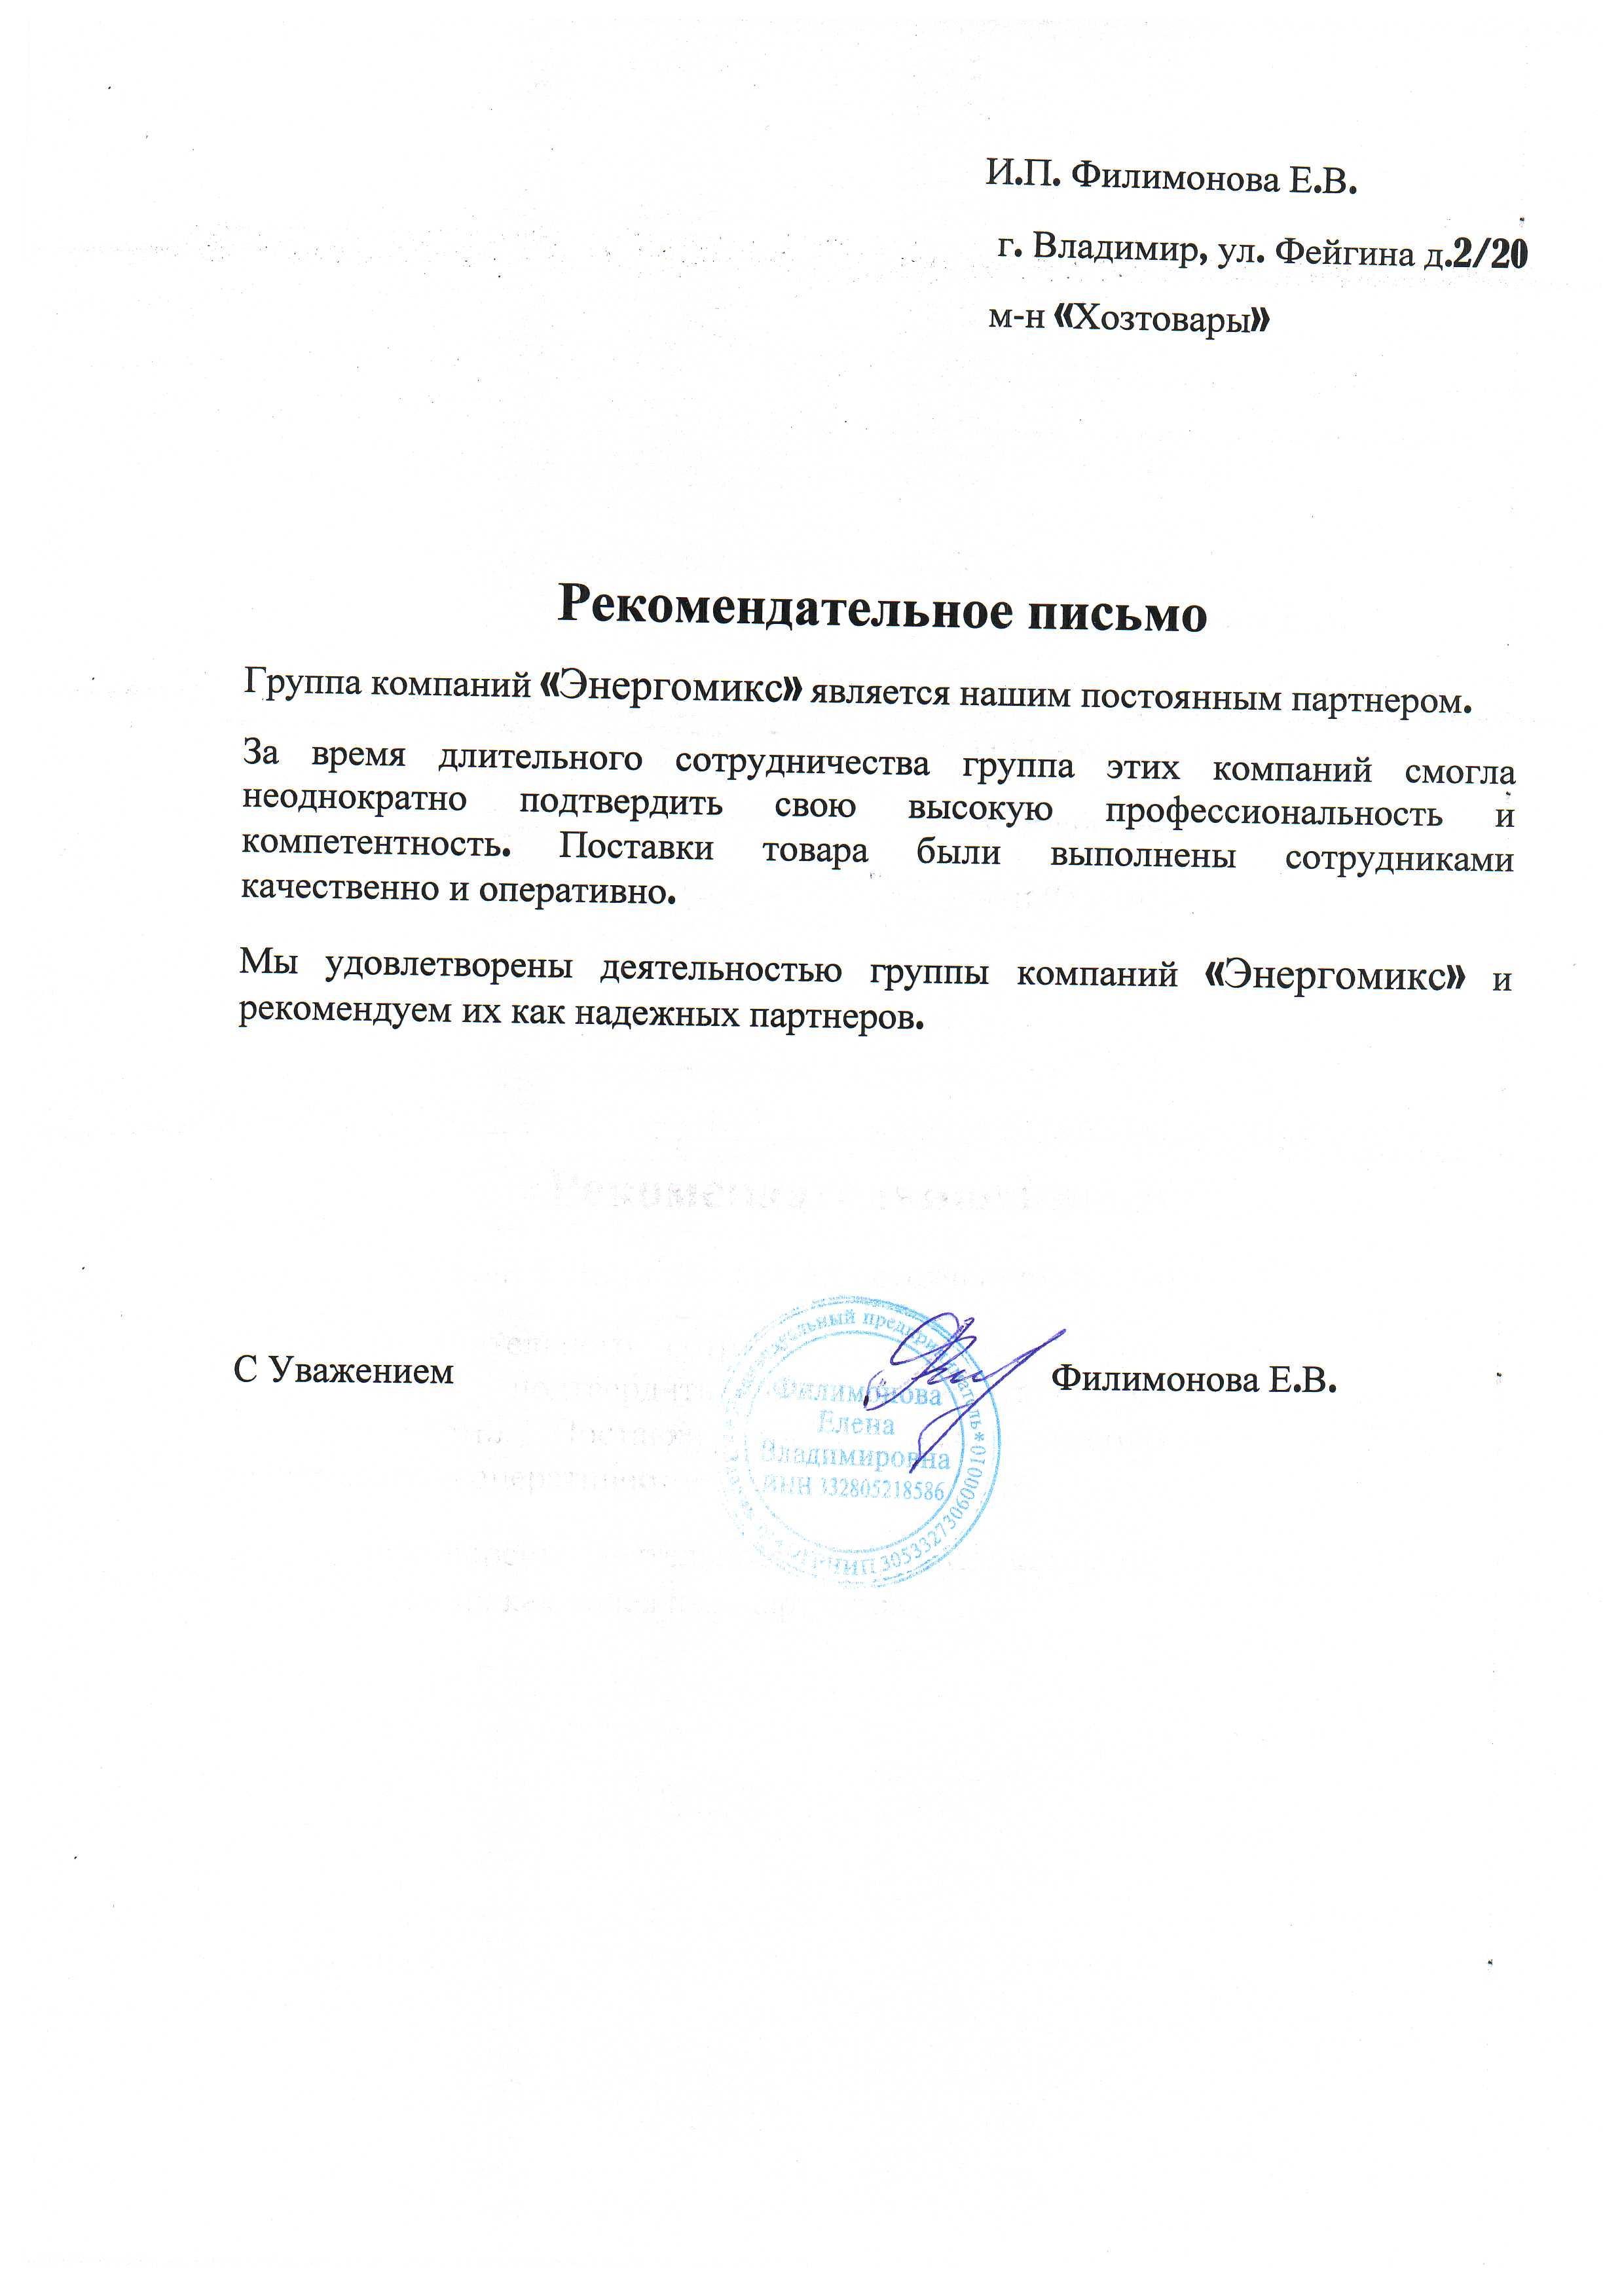 И.П. Филимонова Е.В.
г. Владимир, ул. Фейгина д.2/20
м-н «Хозтовары»
Рекомендательное письмо
Группа компаний «Энергомикс» является нашим постоянным партнером.
За время длительного сотрудничества группа этих компаний смогла
неоднократно подтвердить свою высокую профессиональность и
компетентность. Поставки товара были выполнены сотрудниками
качественно и оперативно.
Мы удовлетворены деятельностью группы компаний «Энергомикс» и
рекомендуем их как надежных партнеров.
С Уважением
Филимонова Е.В.
предприниматель*
Филимонова
Елена
Владимировна
ИНН 332805218586
305332730600010